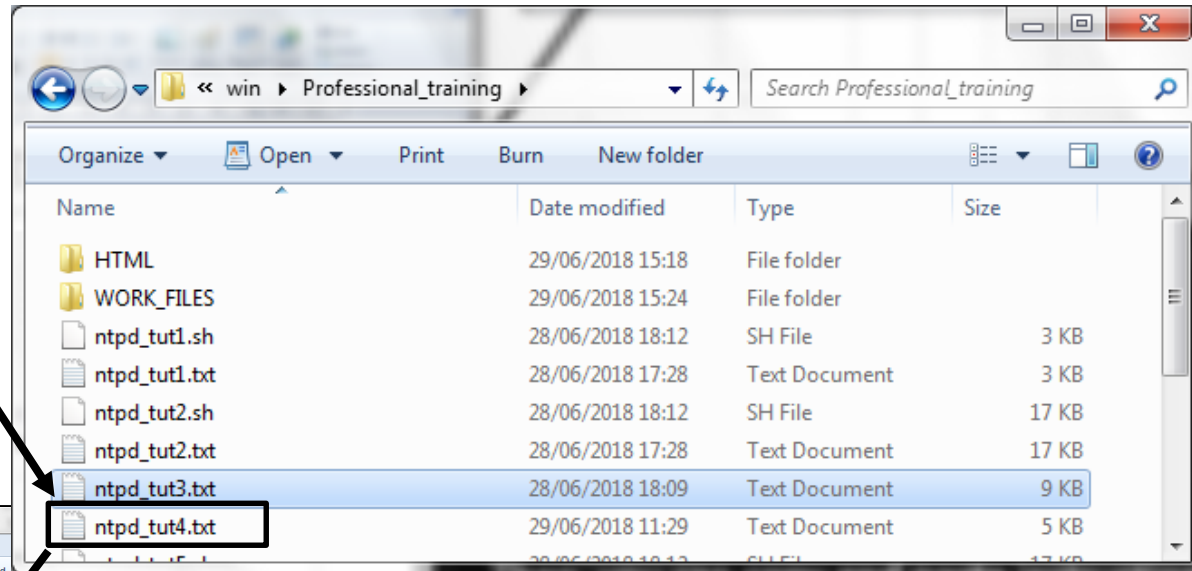 « win ▸ Professional_training ▸ Search Professional_training
Organize Open Print Burn New folder
Name Date modified Type Size
HTML 29/06/2018 15:18 File folder
WORK_FILES 29/06/2018 15:24 File folder
ntpd_tut1.sh 28/06/2018 18:12 SH File 3 KB
ntpd_tut1.txt 28/06/2018 17:28 Text Document 3 KB
ntpd_tut2.sh 28/06/2018 18:12 SH File 17 KB
ntpd_tut2.txt 28/06/2018 17:28 Text Document 17 KB
ntpd_tut3.txt 28/06/2018 18:09 Text Document 9 KB
ntpd_tut4.txt 29/06/2018 11:29 Text Document 5 KB